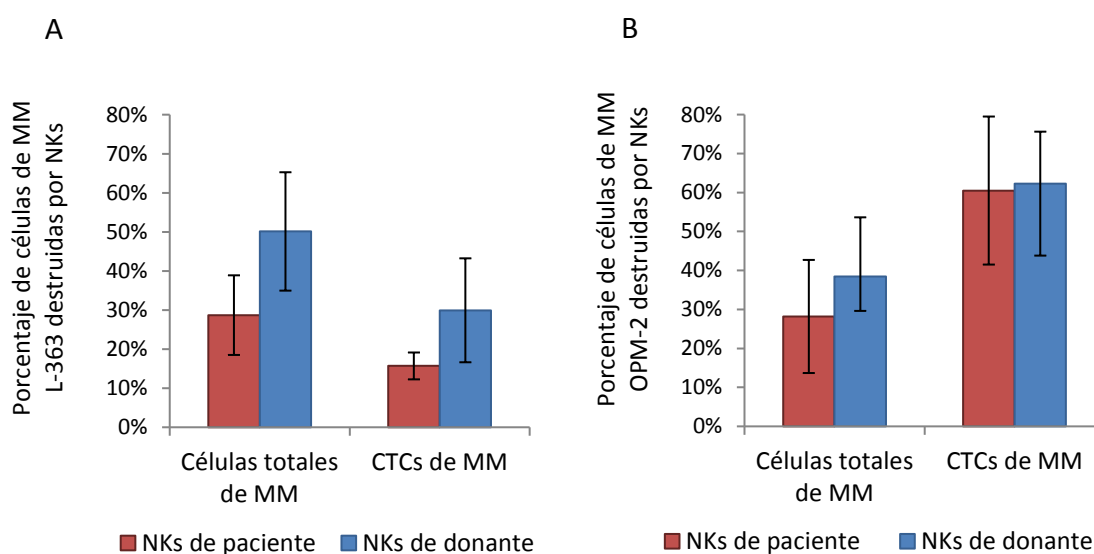 A
Porcentaje de células de MM
L-363 destruidas por NKs
80%
70%
60%
50%
40%
30%
20%
10%
0%
Células totales
de MM
CTCs de MM
NKs de paciente
NKs de donante
B
Porcentaje de células de MM
OPM-2 destruidas por NKs
80%
70%
60%
50%
40%
30%
20%
10%
0%
Células totales
de MM
CTCs de MM
NKs de paciente
NKs de donante